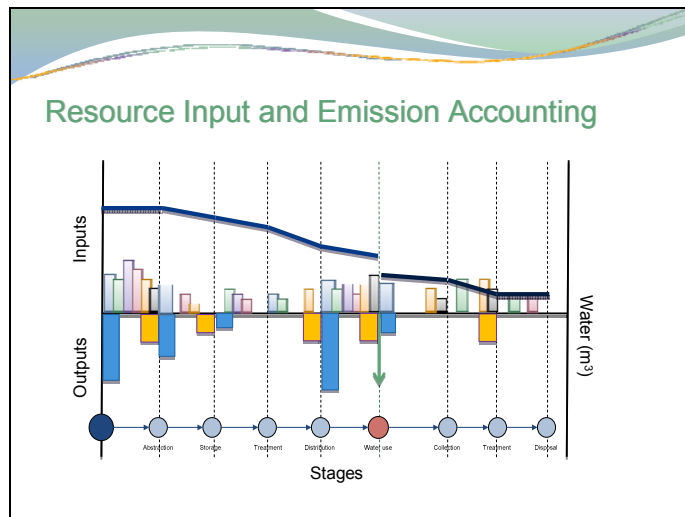 Resource Input and Emission Accounting
Inputs
Outputs
Water (m³)
Abstraction
Storage
Treatment
Distribution
Water use
Collection
Treatment
Disposal
Stages